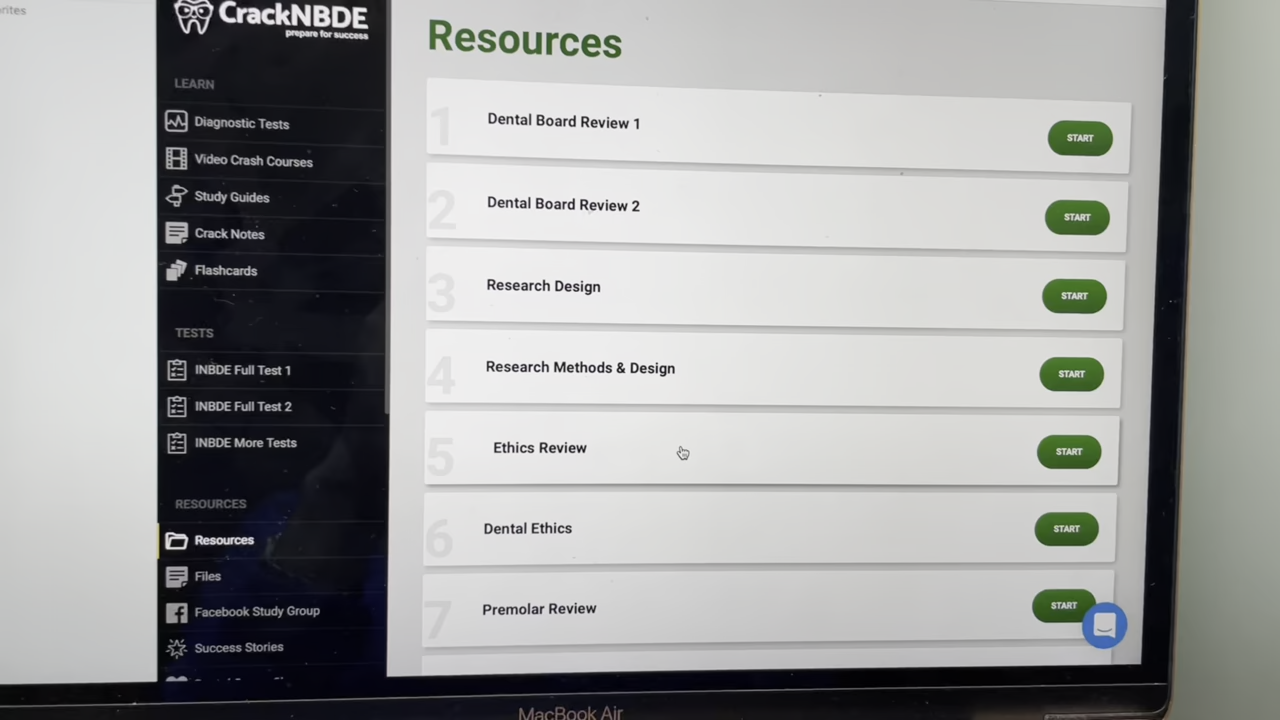 rites
CrackNBDE
prepare for success
LEARN
Diagnostic Tests
Video Crash Courses
Study Guides
Crack Notes
Flashcards
TESTS
INBDE Full Test 1
INBDE Full Test 2
INBDE More Tests
RESOURCES
Resources
Files
Facebook Study Group
Success Stories
Resources
1 Dental Board Review 1 START
2 Dental Board Review 2 START
3 Research Design START
4 Research Methods & Design START
5 Ethics Review START
6 Dental Ethics START
7 Premolar Review START
MacBook Air